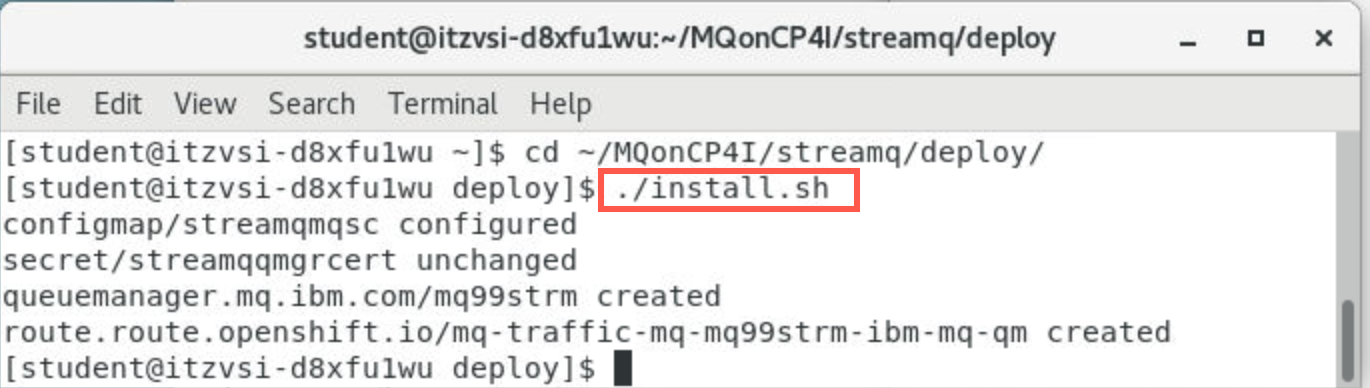 student@itzvsi-d8xfu1wu:~/MQonCP4I/streamq/deploy
File Edit View Search Terminal Help
[student@itzvsi-d8xfu1wu ~]$ cd ~/MQonCP4I/streamq/deploy/
[student@itzvsi-d8xfu1wu deploy]$ ./install.sh
configmap/streamqmqsc configured
secret/streamqqmgrcert unchanged
queuemanager.mq.ibm.com/mq99strm created
route.route.openshift.io/mq-traffic-mq-mq99strm-ibm-mq-qm created
[student@itzvsi-d8xfu1wu deploy]$